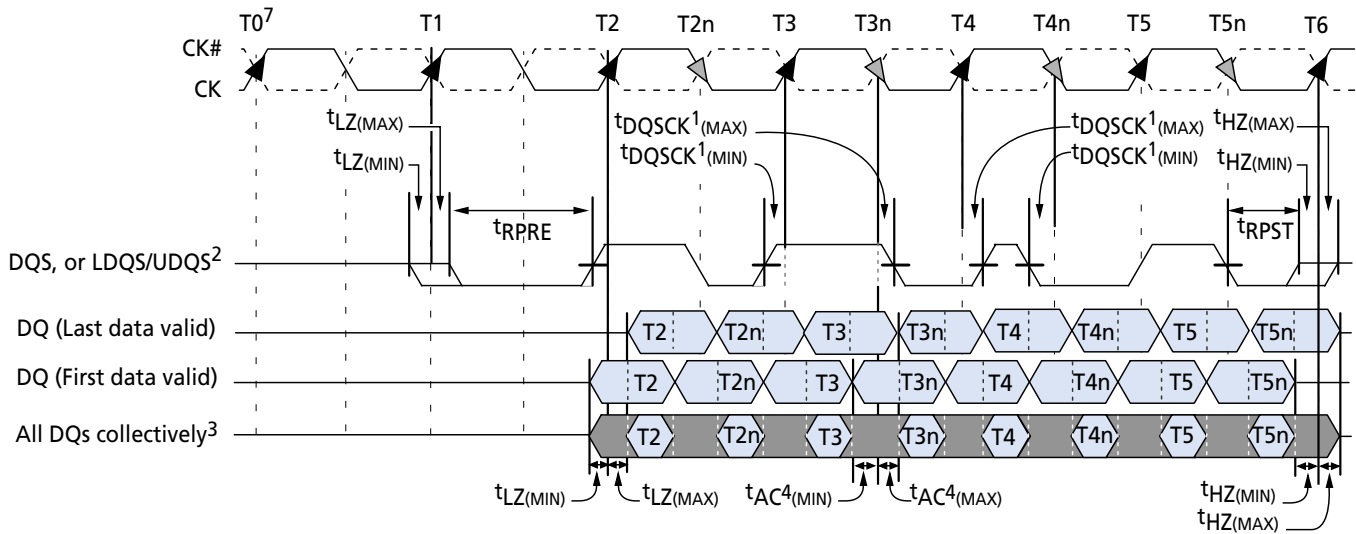 T0⁷ T1 T2 T2n T3 T3n T4 T4n T5 T5n T6
CK#
CK
tLZ(MAX) tDQSCK¹(MAX) tDQSCK¹(MAX) tHZ(MAX)
tLZ(MIN) tDQSCK¹(MIN) tDQSCK¹(MIN) tHZ(MIN)
tRPRE tRPST
DQS, or LDQS/UDQS²
DQ (Last data valid) T2 T2n T3 T3n T4 T4n T5 T5n
DQ (First data valid) T2 T2n T3 T3n T4 T4n T5 T5n
All DQs collectively³ T2 T2n T3 T3n T4 T4n T5 T5n
tLZ(MIN) tLZ(MAX) tAC⁴(MIN) tAC⁴(MAX) tHZ(MIN)
tHZ(MAX)